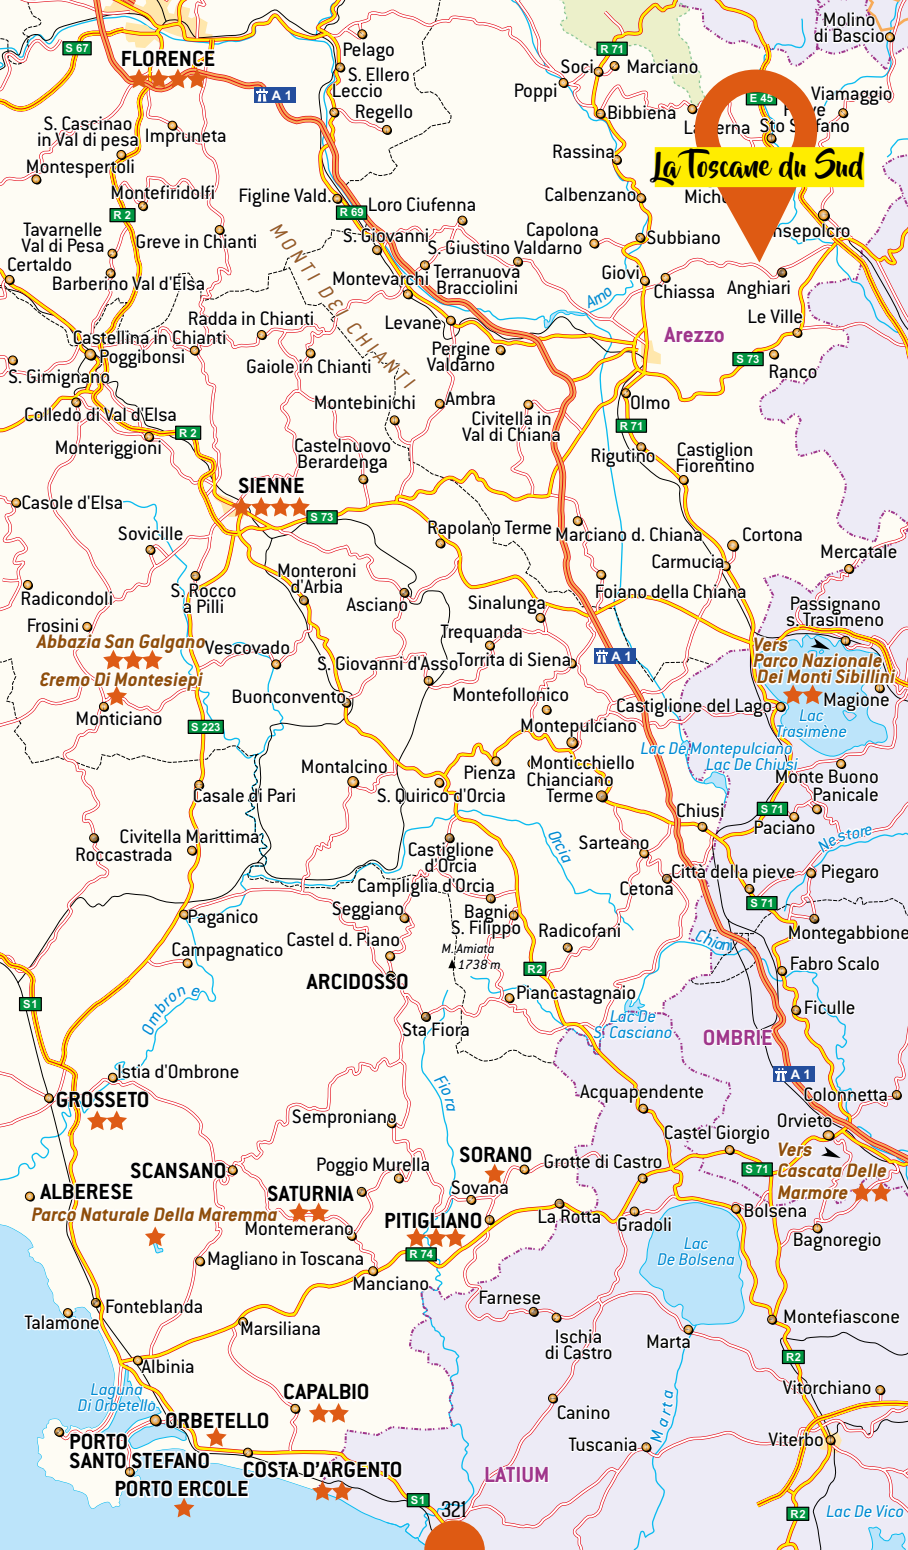 Molino
di Bascio
S 67
FLORENCE
Pelago
R 71
Soci
Marciano
S. Ellero
Leccio
A 1
Poppi
E 45
Viamaggio
Regello
Bibbiena
S. Cascinao
in Val di pesa
Impruneta
Montespertoli
Rassina
La Toscane du Sud
Montefiridolfi
Figline Vald.
R 69
Loro Ciufenna
Calbenzano
R 2
Tavarnelle
Val di Pesa
Greve in Chianti
S. Giovanni
S. Giustino Valdarno
Capolona
Subbiano
Certaldo
Barberino Val d'Elsa
MONTI DEI CHIANTI
Montevarchi
Terranuova
Bracciolini
Arno
Giovi
Chiassa
Anghiari
Radda in Chianti
Levane
Le Ville
Castellina in Chianti
Poggibonsi
Arezzo
S. Gimignano
Gaiole in Chianti
Pergine
Valdarno
S 73
Ranco
Colledo di Val d'Elsa
Montebinichi
Ambra
Civitella in
Val di Chiana
Olmo
R 71
Monteriggioni
R 2
Castelnuovo
Berardenga
Rigutino
Castiglion
Fiorentino
SIENNE
Casole d'Elsa
S 73
Sovicille
Rapolano Terme
Marciano d. Chiana
Cortona
Carmucia
Mercatale
Monteroni
d'Arbia
Radicondoli
S. Rocco
a Pilli
Asciano
Sinalunga
Foiano della Chiana
Passignano
s. Trasimeno
Frosini
Abbazia San Galgano
Vescovado
Trequanda
A 1
Vers
Parco Nazionale
Dei Monti Sibillini
S. Giovanni d'Asso
Torrita di Siena
Eremo Di Montesiepi
Buonconvento
Montefollonico
Castiglione del Lago
Magione
Monticiano
S 223
Montepulciano
Lac
Trasimène
Lac De Montepulciano
Lac De Chiusi
Montalcino
Pienza
Monticchiello
Chianciano
Terme
Monte Buono
Panicale
Casale di Pari
S. Quirico d'Orcia
Chiusi
S 71
Paciano
Civitella Marittima
Roccastrada
Castiglione
d'Orcia
Orcia
Sarteano
Nestore
Campliglia d'Orcia
Cetona
Citta della pieve
Piegaro
Seggiano
Bagni
S. Filippo
S 71
Paganico
Radicofani
Montegabbione
Campagnatico
Castel d. Piano
M. Amiata
1738 m
Chiani
Fabro Scalo
ARCIDOSSO
R2
S1
Ombrone
Piancastagnaio
Ficulle
Sta Fiora
Lac De
S. Casciano
OMBRIE
Istia d'Ombrone
Fiora
A 1
GROSSETO
Acquapendente
Colonnetta
Semproniano
Orvieto
Castel Giorgio
Vers
Cascata Delle
Marmore
SCANSANO
Poggio Murella
SORANO
Grotte di Castro
S 71
ALBERESE
SATURNIA
Sovana
Parco Naturale Della Maremma
Montemerano
PITIGLIANO
La Rotta
Gradoli
Bolsena
R 74
Bagnoregio
Magliano in Toscana
Lac
De Bolsena
Manciano
Farnese
Fonteblanda
Talamone
Marsiliana
Ischia
di Castro
Marta
Montefiascone
R2
Albinia
Laguna
Di Orbetello
CAPALBIO
Vitorchiano
ORBETELLO
Canino
Marta
PORTO
SANTO STEFANO
Tuscania
Viterbo
COSTA D'ARGENTO
LATIUM
PORTO ERCOLE
S1
321
R2
Lac De Vico